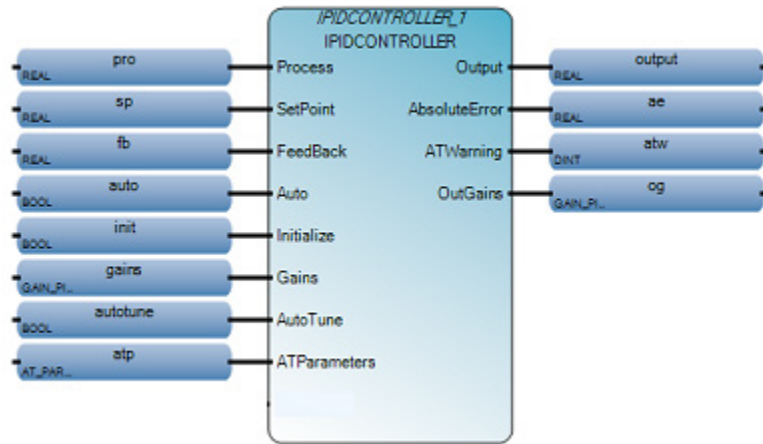 IPIDCONTROLLER_1
IPIDCONTROLLER
pro
REAL
Process
Output
output
REAL
sp
REAL
SetPoint
AbsoluteError
ae
REAL
fb
REAL
FeedBack
ATWarning
atw
DINT
auto
BOOL
Auto
OutGains
og
GAIN_PI...
init
BOOL
Initialize
gains
GAIN_PI...
Gains
autotune
BOOL
AutoTune
atp
AT_PAR...
ATParameters